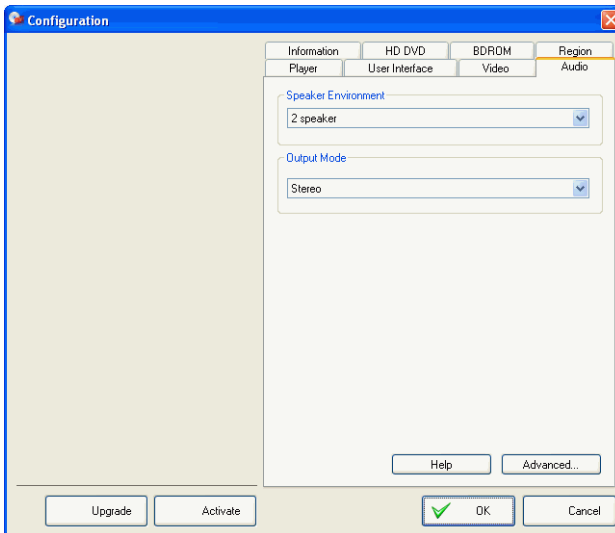 Configuration
Information HD DVD BDROM Region
Player User Interface Video Audio
Speaker Environment
2 speaker
Output Mode
Stereo
Help Advanced...
Upgrade Activate OK Cancel